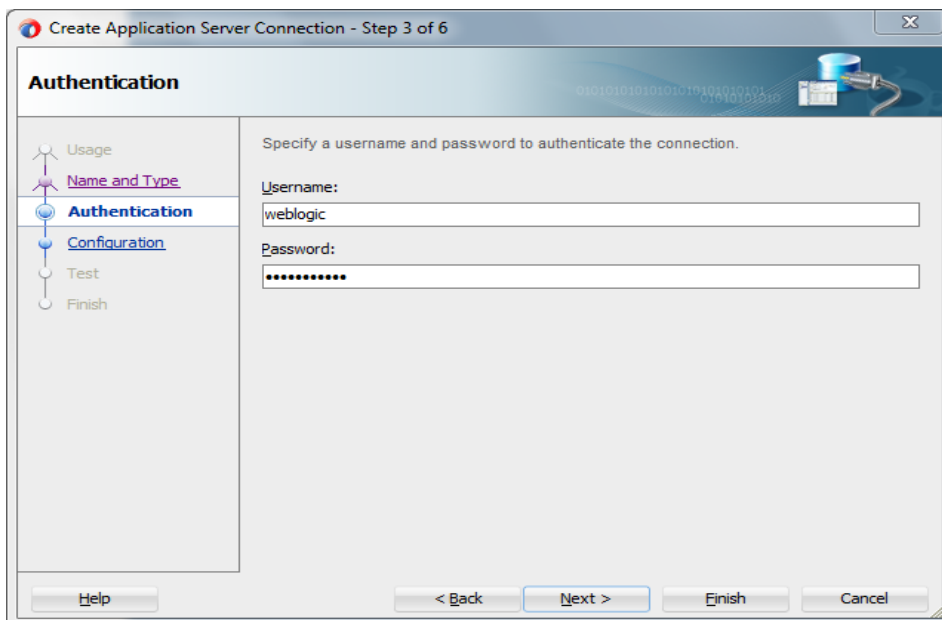 Create Application Server Connection - Step 3 of 6
Authentication
Usage
Name and Type
Authentication
Configuration
Test
Finish
Specify a username and password to authenticate the connection.
Username:
weblogic
Password:
•••••••••••
Help
< Back
Next >
Finish
Cancel